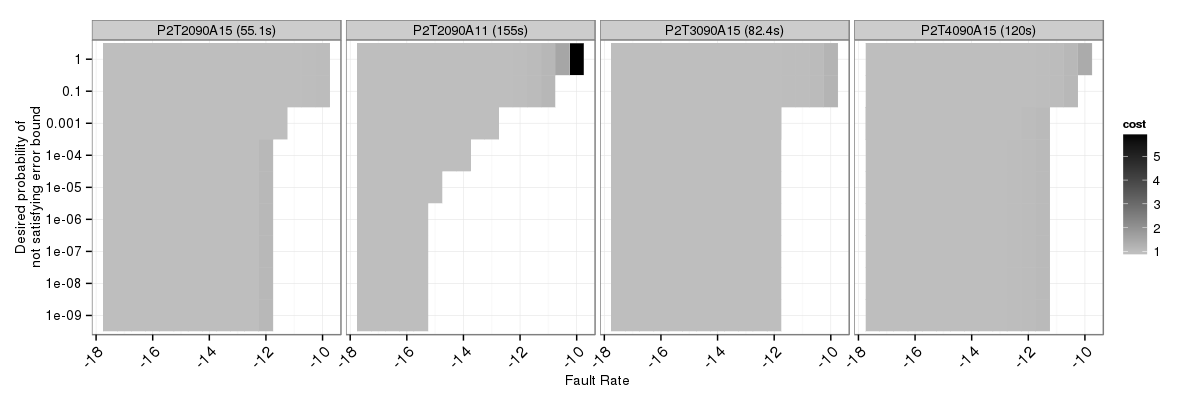 P2T2090A15 (55.1s)
P2T2090A11 (155s)
P2T3090A15 (82.4s)
P2T4090A15 (120s)
Desired probability of
not satisfying error bound
1
0.1
0.001
1e-04
1e-05
1e-06
1e-07
1e-08
1e-09
-18
-16
-14
-12
-10
-18
-16
-14
-12
-10
-18
-16
-14
-12
-10
-18
-16
-14
-12
-10
Fault Rate
cost
5
4
3
2
1